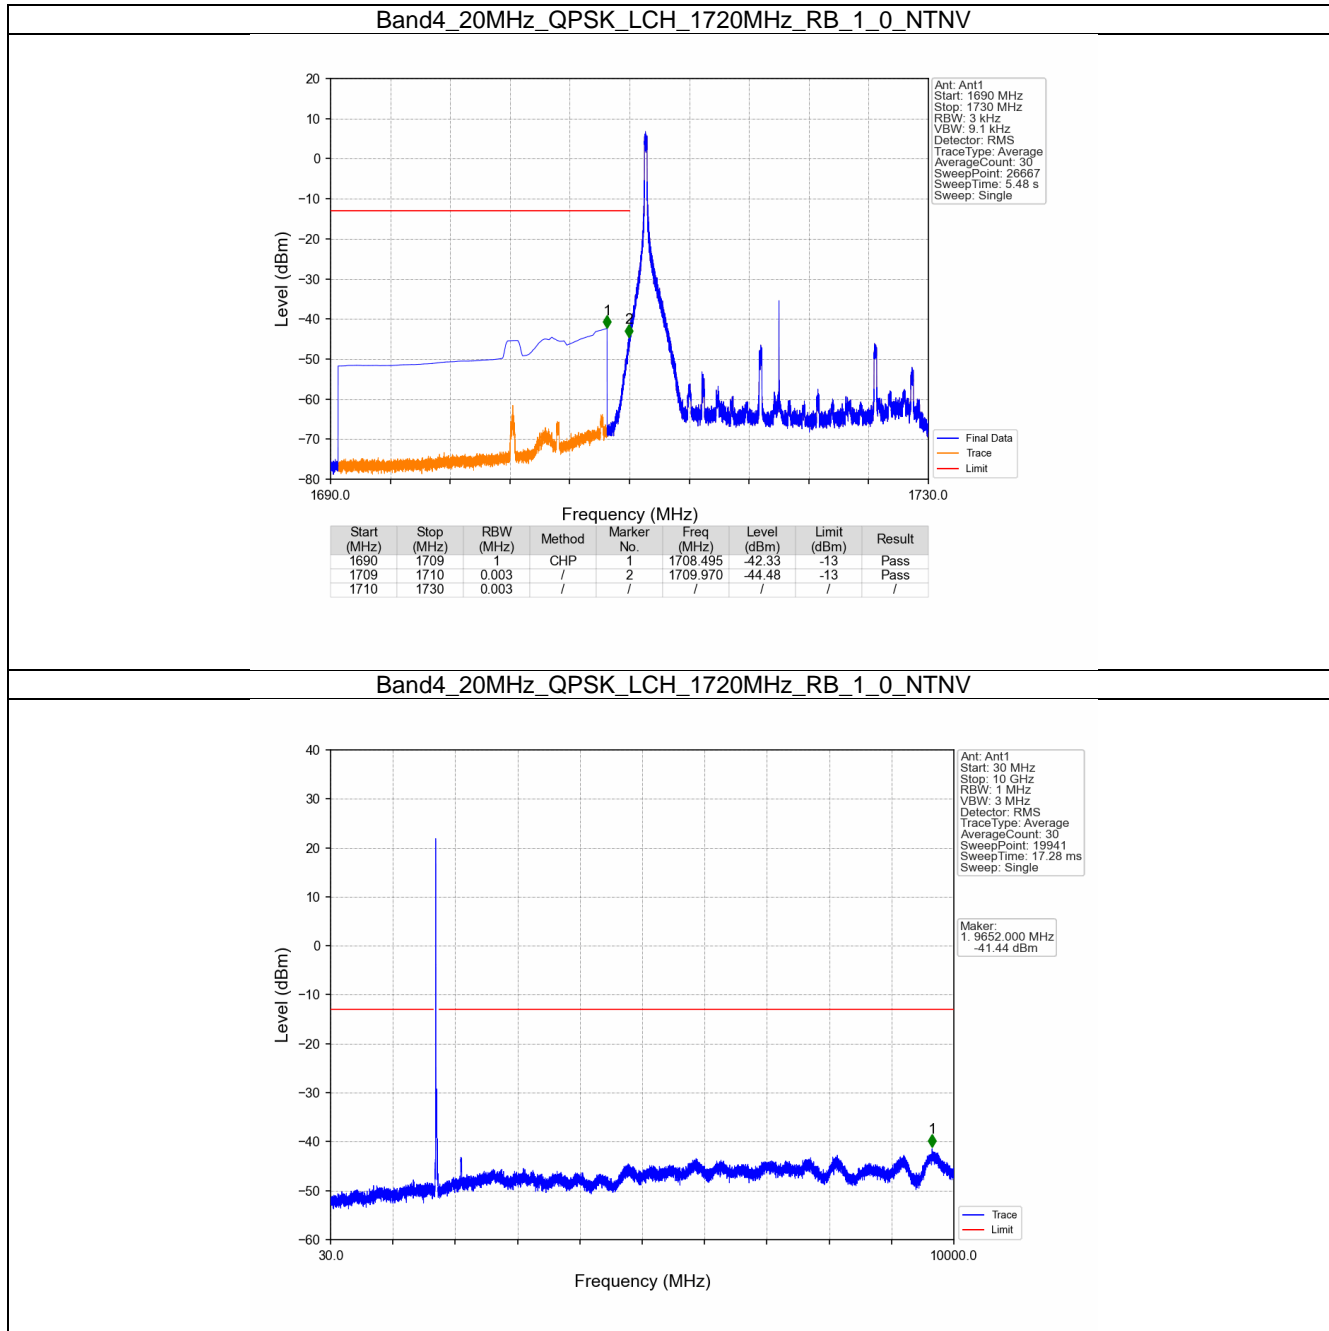 Band4_20MHz_QPSK_LCH_1720MHz_RB_1_0_NTNV
20
10
0
−10
−20
−30
−40
−50
−60
−70
−80
Level (dBm)
1
2
1690.0
1730.0
Frequency (MHz)
Ant: Ant1
Start: 1690 MHz
Stop: 1730 MHz
RBW: 3 kHz
VBW: 9.1 kHz
Detector: RMS
TraceType: Average
AverageCount: 30
SweepPoint: 26667
SweepTime: 5.48 s
Sweep: Single
Final Data
Trace
Limit
Start (MHz) Stop (MHz) RBW (MHz) Method Marker No. Freq (MHz) Level (dBm) Limit (dBm) Result
1690 1709 1 CHP 1 1708.495 -42.33 -13 Pass
1709 1710 0.003 / 2 1709.970 -44.48 -13 Pass
1710 1730 0.003 / / / / / /
Band4_20MHz_QPSK_LCH_1720MHz_RB_1_0_NTNV
40
30
20
10
0
−10
−20
−30
−40
−50
−60
Level (dBm)
1
30.0
10000.0
Frequency (MHz)
Ant: Ant1
Start: 30 MHz
Stop: 10 GHz
RBW: 1 MHz
VBW: 3 MHz
Detector: RMS
TraceType: Average
AverageCount: 30
SweepPoint: 19941
SweepTime: 17.28 ms
Sweep: Single
Maker:
1. 9652.000 MHz
-41.44 dBm
Trace
Limit